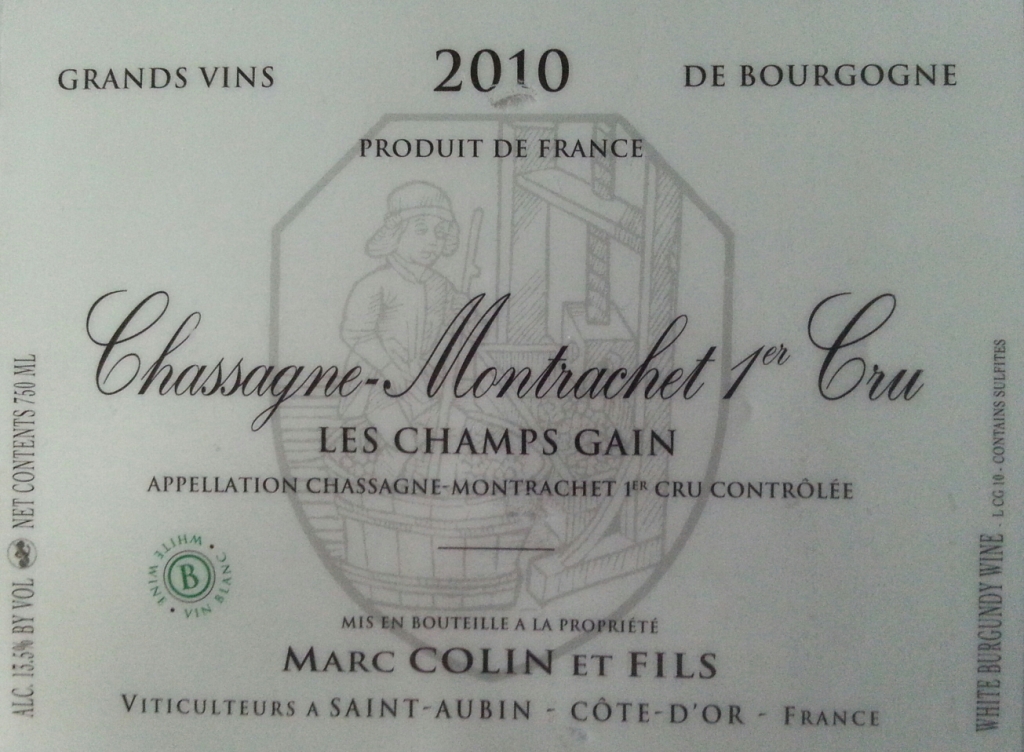 GRANDS VINS 2010 DE BOURGOGNE
PRODUIT DE FRANCE
Chassagne-Montrachet 1er Cru
LES CHAMPS GAIN
APPELLATION CHASSAGNE-MONTRACHET 1ER CRU CONTRÔLÉE
WHITE WINE • VIN BLANC •
B
MIS EN BOUTEILLE A LA PROPRIÉTÉ
MARC COLIN ET FILS
VITICULTEURS A SAINT-AUBIN - CÔTE-D'OR - FRANCE
ALC. 13.5% BY VOL NET CONTENTS 750 ML
WHITE BURGUNDY WINE - L CG 10 - CONTAINS SULFITES